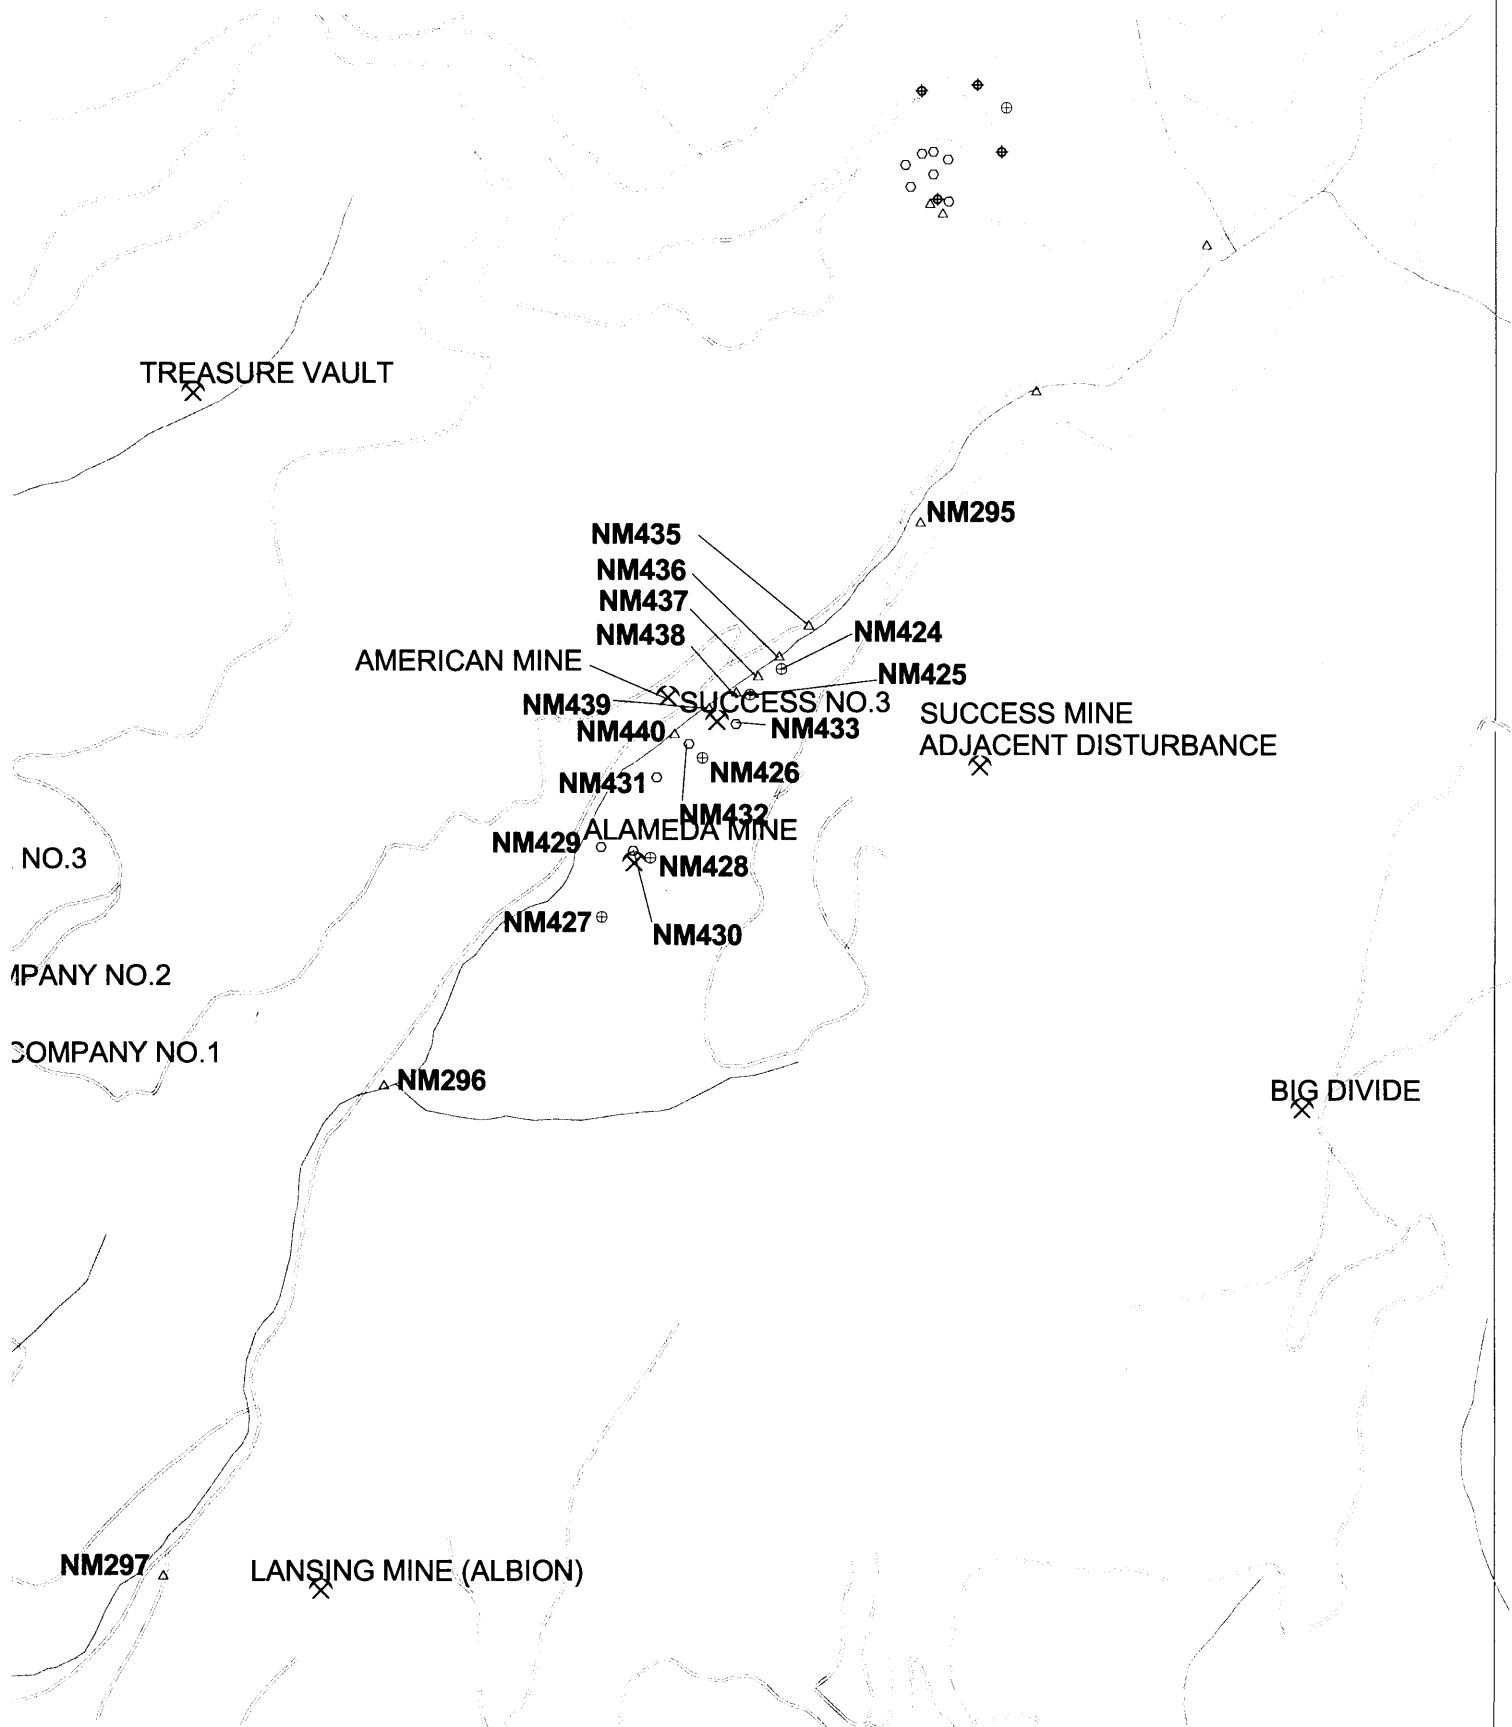 TREASURE VAULT
NM295
NM435
NM436
NM437
NM438
NM424
AMERICAN MINE
NM425
NM439
SUCCESS NO.3
NM440
NM433
SUCCESS MINE
ADJACENT DISTURBANCE
NM431
NM426
NM432
ALAMEDA MINE
NM429
NO.3
NM428
NM427
NM430
MPANY NO.2
COMPANY NO.1
NM296
BIG DIVIDE
NM297
LANSING MINE (ALBION)